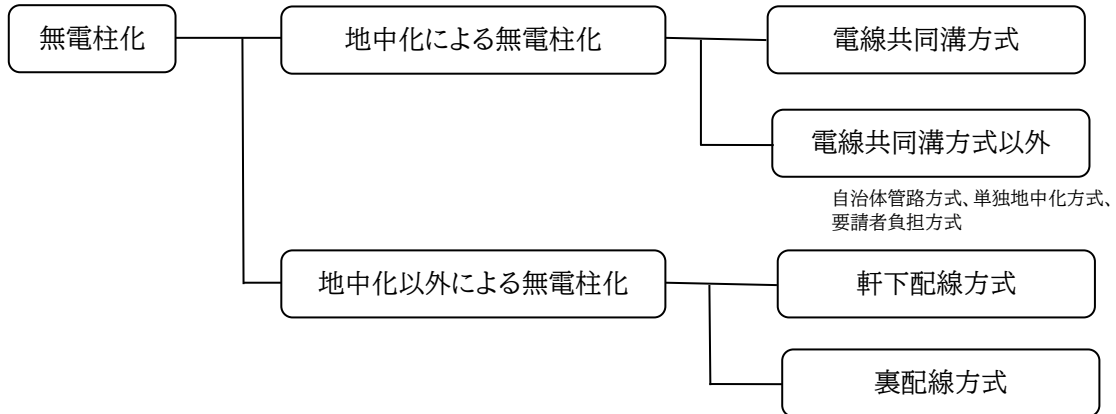 無電柱化
地中化による無電柱化
電線共同溝方式
電線共同溝方式以外
自治体管路方式、単独地中化方式、
要請者負担方式
地中化以外による無電柱化
軒下配線方式
裏配線方式